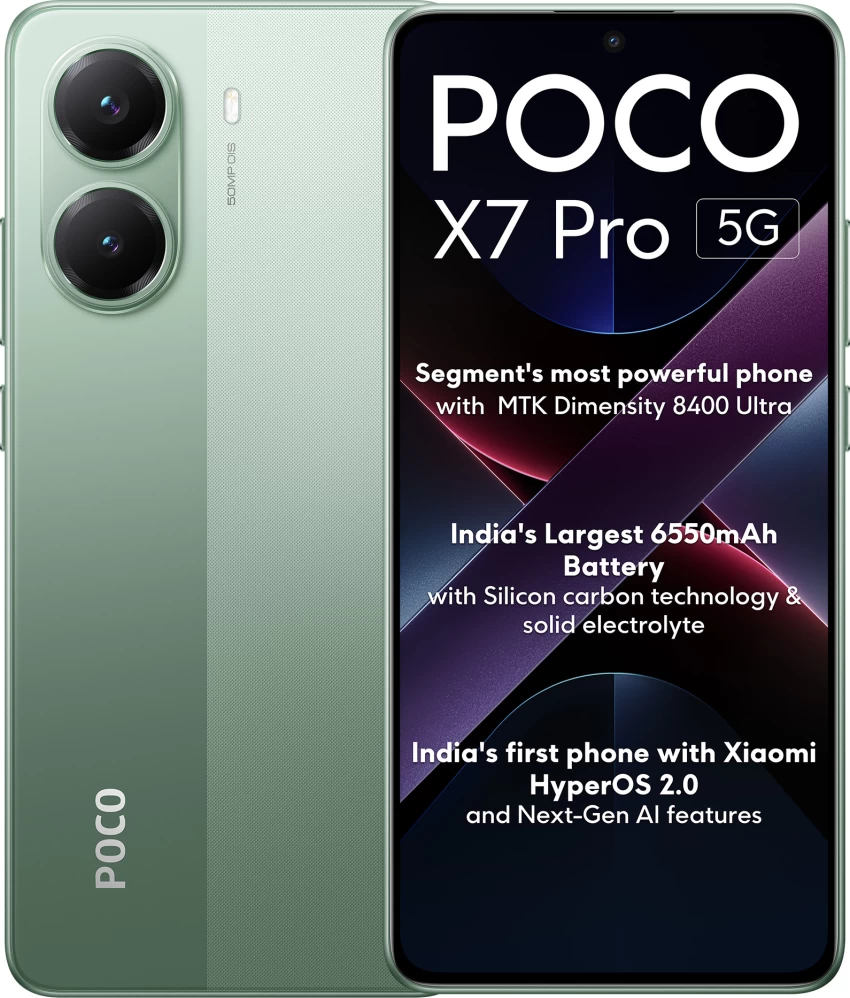 50MP OIS
POCO
POCO
X7 Pro 5G
Segment's most powerful phone
with MTK Dimensity 8400 Ultra
India's Largest 6550mAh
Battery
with Silicon carbon technology &
solid electrolyte
India's first phone with Xiaomi
HyperOS 2.0
and Next-Gen AI features